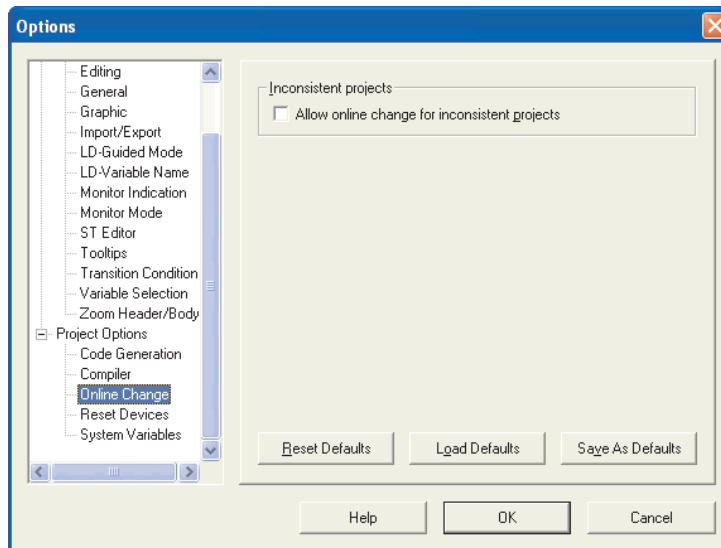 Options
Editing
General
Graphic
Import/Export
LD-Guided Mode
LD-Variable Name
Monitor Indication
Monitor Mode
ST Editor
Tooltips
Transition Condition
Variable Selection
Zoom Header/Body
Project Options
Code Generation
Compiler
Online Change
Reset Devices
System Variables
Inconsistent projects
Allow online change for inconsistent projects
Reset Defaults
Load Defaults
Save As Defaults
Help
OK
Cancel